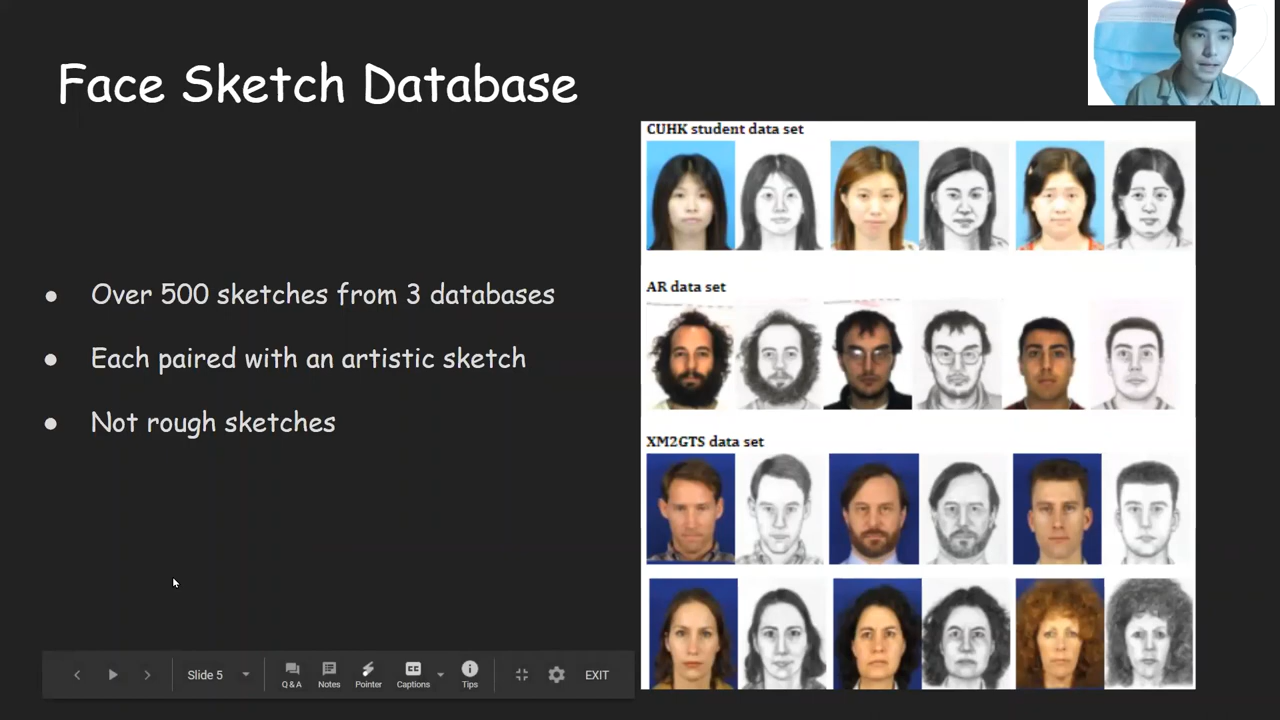 Face Sketch Database
● Over 500 sketches from 3 databases
● Each paired with an artistic sketch
● Not rough sketches
CUHK student data set
AR data set
XM2GTS data set
Slide 5
Q & A
Notes
Pointer
CC
Captions
Tips
EXIT